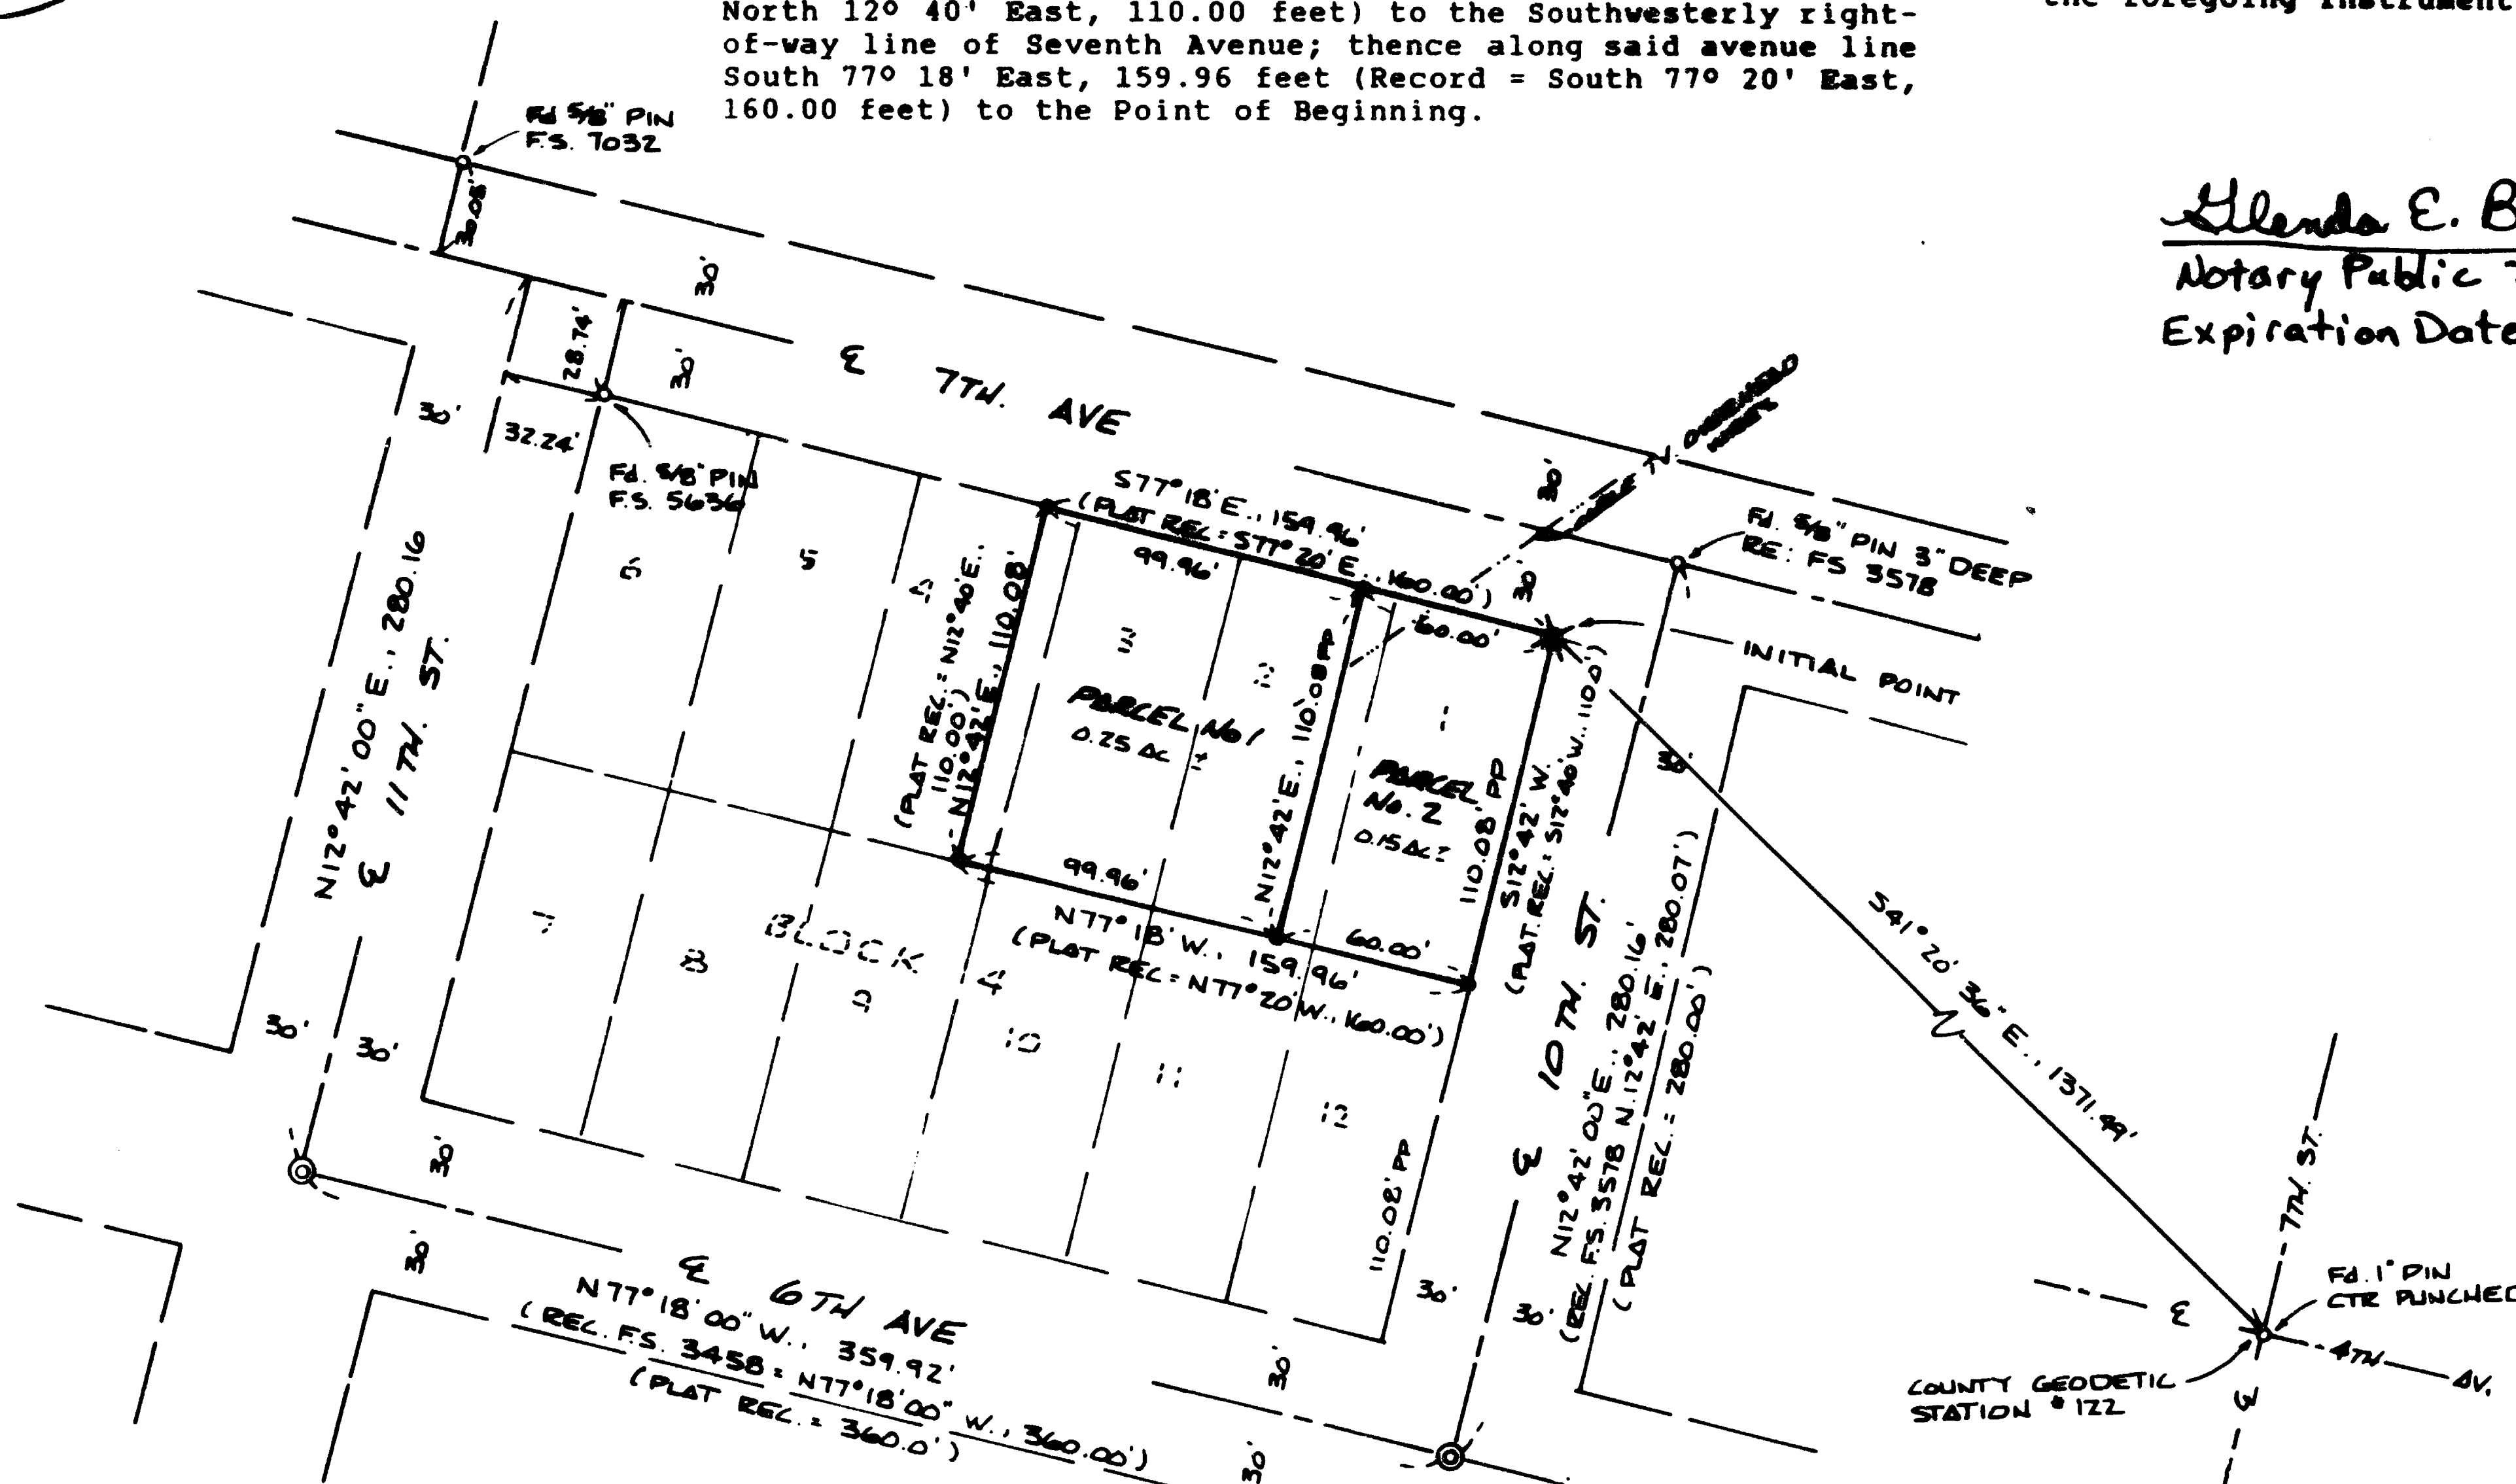 North 12º 40' East, 110.00 feet) to the Southwesterly right-
of-way line of Seventh Avenue; thence along said avenue line
South 77º 18' East, 159.96 feet (Record = South 77º 20' East,
160.00 feet) to the Point of Beginning.
the foregoing instrument
Glenda E. B
Notary Public
Expiration Date
Fd 5/8" PIN
F.S. 7032
30.05'
30'
28.74'
30'
30'
32.24'
Fd. 5/8" PIN
F.S. 5636
℄ 7TH. AVE
S77°18'E., 159.96'
(PLAT REC = S77°20'E., 160.00')
99.96'
60.00'
30'
30'
Fd. 5/8" PIN 3" DEEP
RE: FS 3578
INITIAL POINT
N12°42'00"E.; 280.16
℄ 11TH. ST.
6
5
4
3
2
1
(PLAT REC.= N12°40'E.,
110.00')
N12°42'E., 110.08'
PARCEL No 1
0.25 Ac ±
N12°42'E.; 110.08'
PARCEL
No. 2
0.15 Ac ±
110.08'
S12°42'W.
(PLAT REC.: S12°40'W., 110.0')
30'
99.96'
60.00'
N77°18'W., 159.96'
(PLAT REC = N77°20'W., 160.00')
7
8
9
10
11
12
BLOCK 4
℄ 10TH. ST.
N12°42'00"E.; 280.16'
(REC. F.S. 3578 N.12°42'E.; 280.07')
(PLAT REC.= 280.00')
110.08'
S41°20'36"E., 1371.49'
30'
30'
30'
30'
30'
30'
30'
30'
℄ 6TH AVE
N77°18'00"W., 359.92'
(REC. F.S. 3458 = N77°18'00"W., 360.00')
(PLAT REC. = 360.0')
7TH. ST.
℄
Fd. 1" PIN
CTR PUNCHED
℄ 4TH AV.
COUNTY GEODETIC
STATION # 122